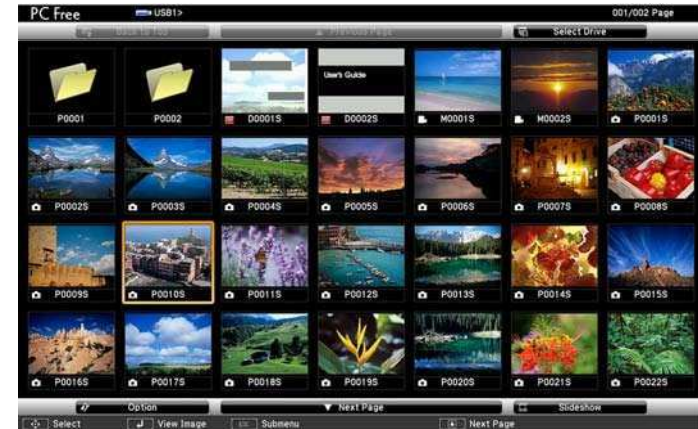 PC Free USB1> 001/002 Page
Back to Top ▲ Previous Page Select Drive
User's Guide
P0001 P0002 D0001S D0002S M0001S M0002S P0001S
P0002S P0003S P0004S P0005S P0006S P0007S P0008S
P0009S P0010S P0011S P0012S P0013S P0014S P0015S
P0016S P0017S P0018S P0019S P0020S P0021S P0022S
Option ▼ Next Page Slideshow
Select View Image ESC Submenu Next Page